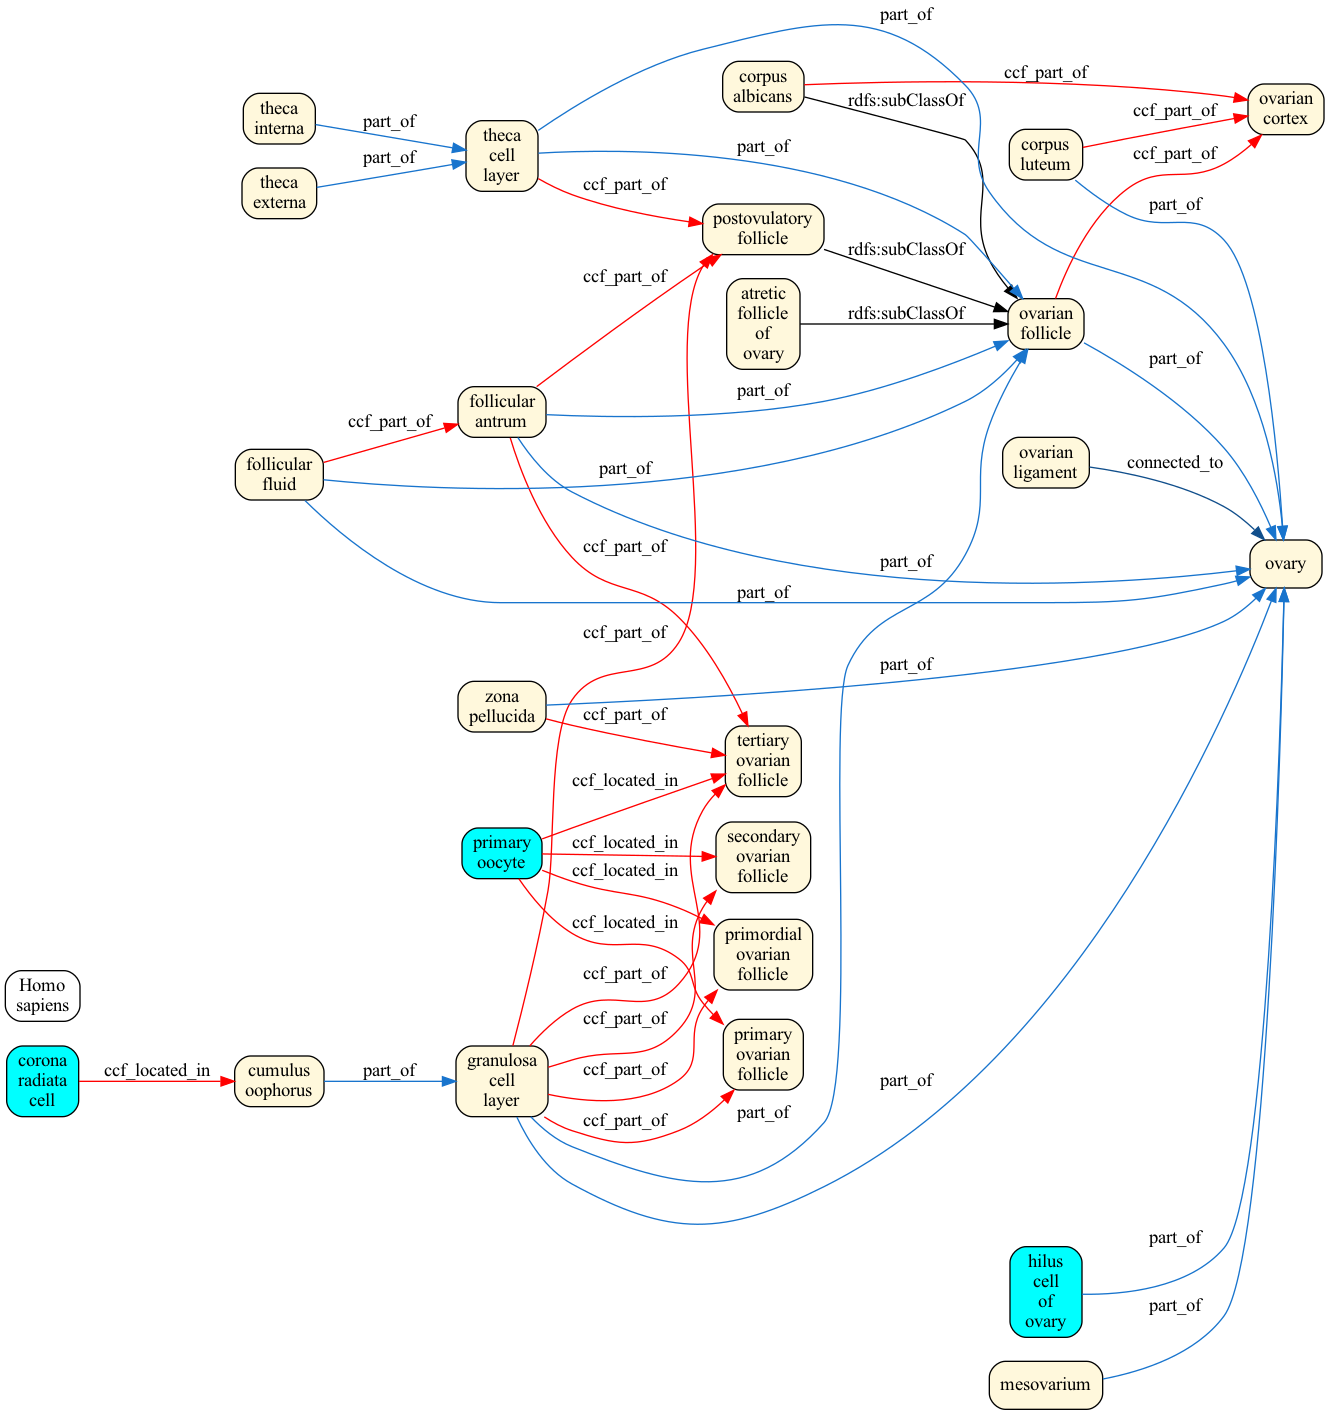 part_of
corpus
albicans
ccf_part_of
ovarian
cortex
theca
interna
part_of
rdfs:subClassOf
ccf_part_of
theca
cell
layer
part_of
corpus
luteum
ccf_part_of
theca
externa
part_of
ccf_part_of
part_of
postovulatory
follicle
rdfs:subClassOf
ccf_part_of
atretic
follicle
of
ovary
rdfs:subClassOf
ovarian
follicle
part_of
follicular
antrum
part_of
ccf_part_of
follicular
fluid
part_of
ovarian
ligament
connected_to
ccf_part_of
part_of
ovary
part_of
ccf_part_of
part_of
zona
pellucida
ccf_part_of
tertiary
ovarian
follicle
ccf_located_in
primary
oocyte
ccf_located_in
secondary
ovarian
follicle
ccf_located_in
ccf_located_in
primordial
ovarian
follicle
ccf_part_of
Homo
sapiens
ccf_part_of
primary
ovarian
follicle
corona
radiata
cell
ccf_located_in
cumulus
oophorus
part_of
granulosa
cell
layer
ccf_part_of
part_of
ccf_part_of
part_of
hilus
cell
of
ovary
part_of
part_of
mesovarium